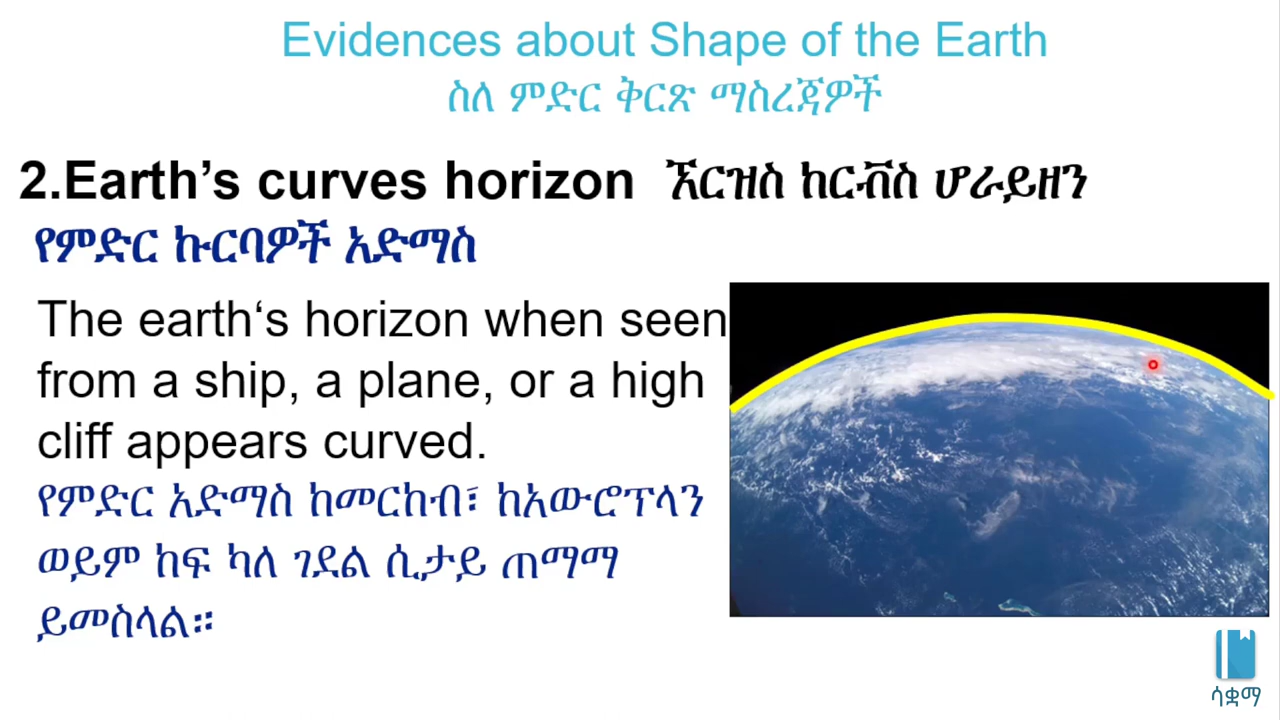 Evidences about Shape of the Earth
ስለ ምድር ቅርጽ ማስረጃዎች
2.Earth’s curves horizon ኧርዝስ ከርቭስ ሆራይዘን
የምድር ኩርባዎች አድማስ
The earth‘s horizon when seen
from a ship, a plane, or a high
cliff appears curved.
የምድር አድማስ ከመርከብ፣ ከአውሮፕላን
ወይም ከፍ ካለ ገደል ሲታይ ጠማማ
ይመስላል።
ሳቋማ